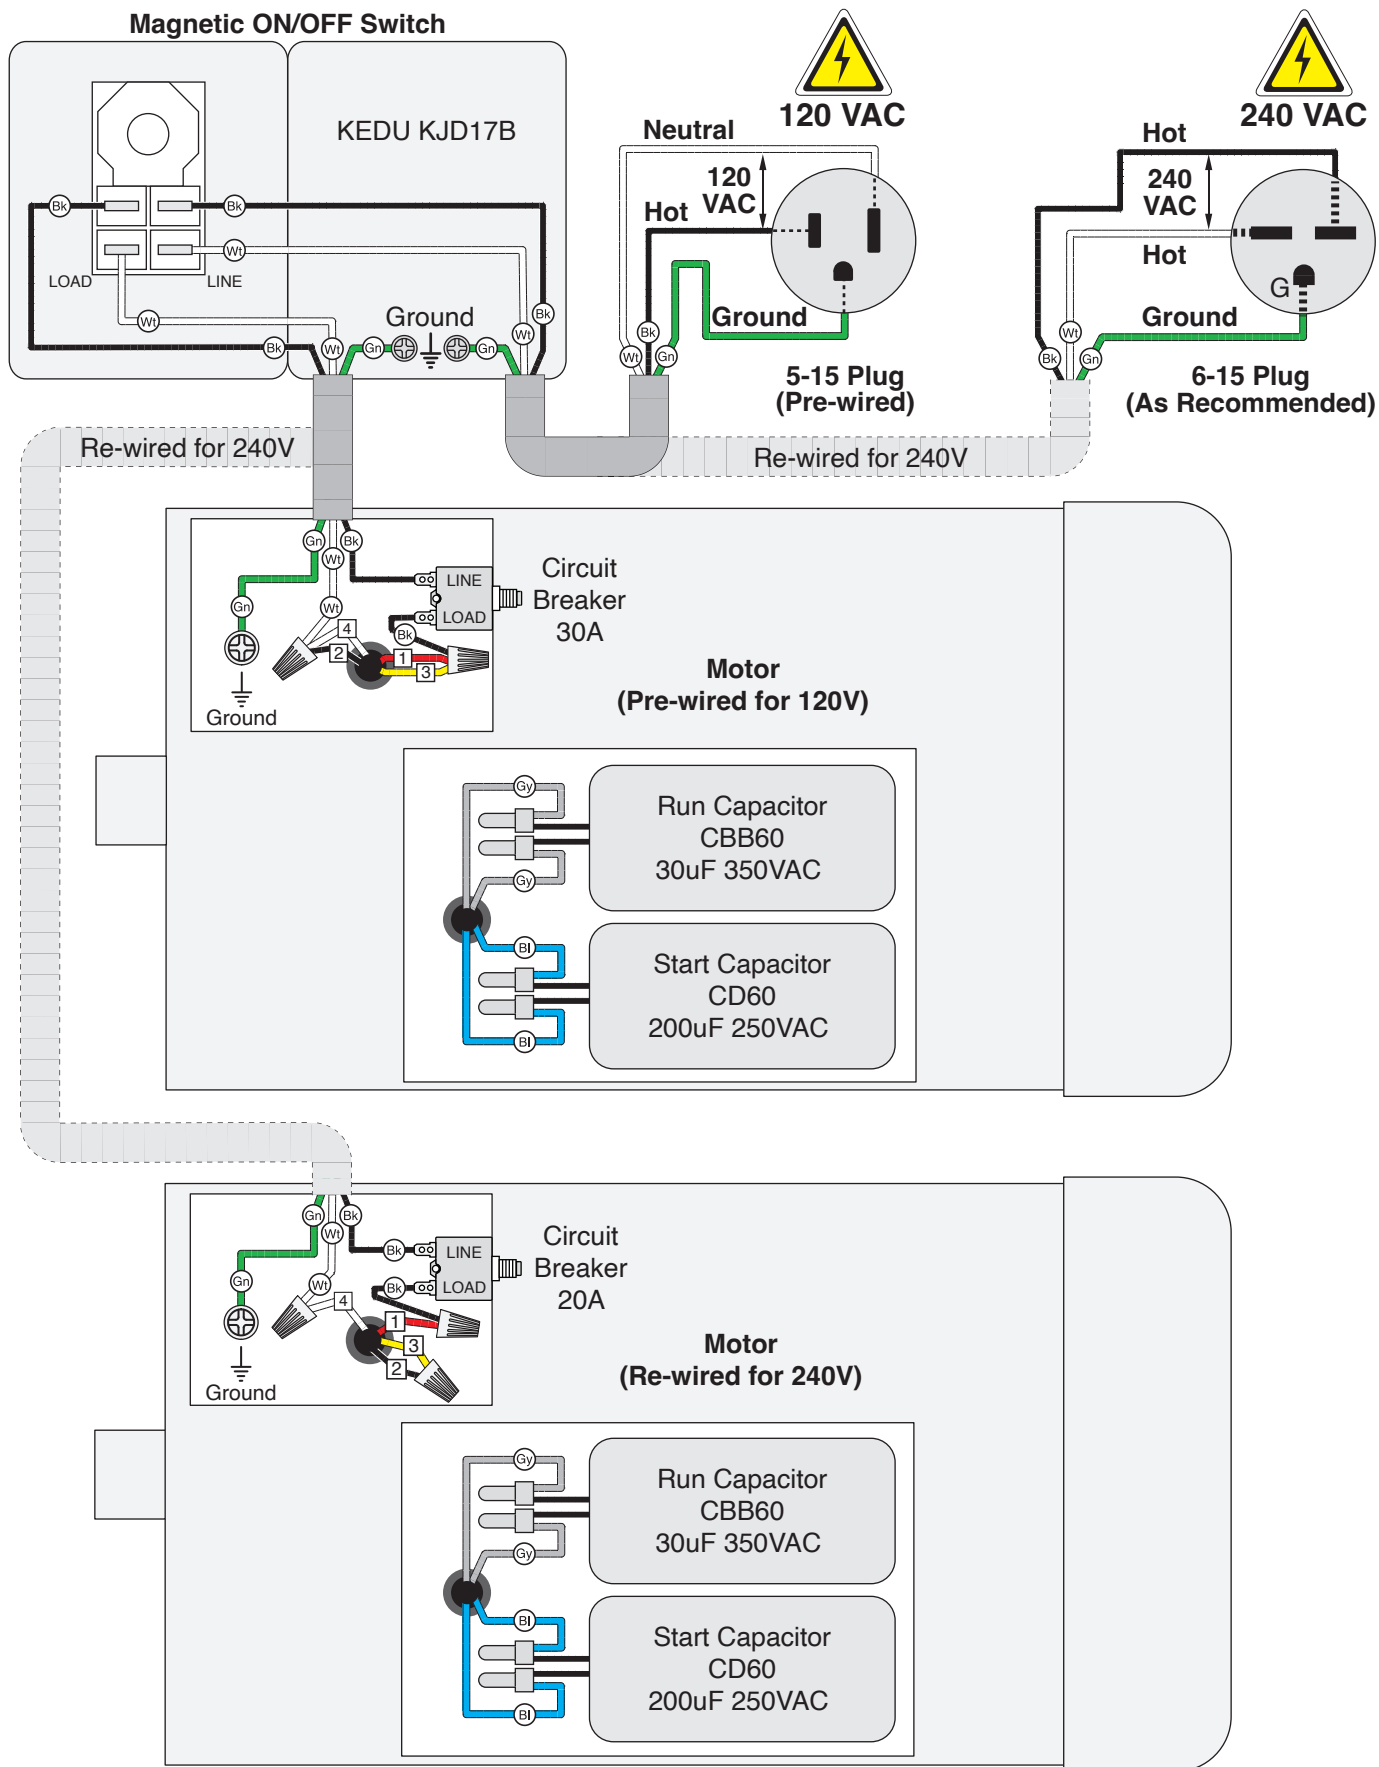 Magnetic ON/OFF Switch
KEDU KJD17B
Bk
Bk
Wt
LOAD
LINE
Wt
Bk
Wt
Bk
Wt
Ground
Gn
Gn
120 VAC
Neutral
120
VAC
Hot
Ground
Bk
Wt
Gn
5-15 Plug
(Pre-wired)
240 VAC
Hot
240
VAC
Hot
G
Ground
Wt
Bk
Gn
6-15 Plug
(As Recommended)
Re-wired for 240V
Re-wired for 240V
Gn
Bk
Wt
LINE
LOAD
Circuit
Breaker
30A
Gn
Wt
4
Bk
2
1
3
Ground
Motor
(Pre-wired for 120V)
Gy
Gy
Run Capacitor
CBB60
30uF 350VAC
Bl
Bl
Start Capacitor
CD60
200uF 250VAC
Gn
Bk
Wt
Bk
LINE
LOAD
Circuit
Breaker
20A
Gn
Wt
Bk
4
1
3
2
Ground
Motor
(Re-wired for 240V)
Gy
Gy
Run Capacitor
CBB60
30uF 350VAC
Bl
Bl
Start Capacitor
CD60
200uF 250VAC